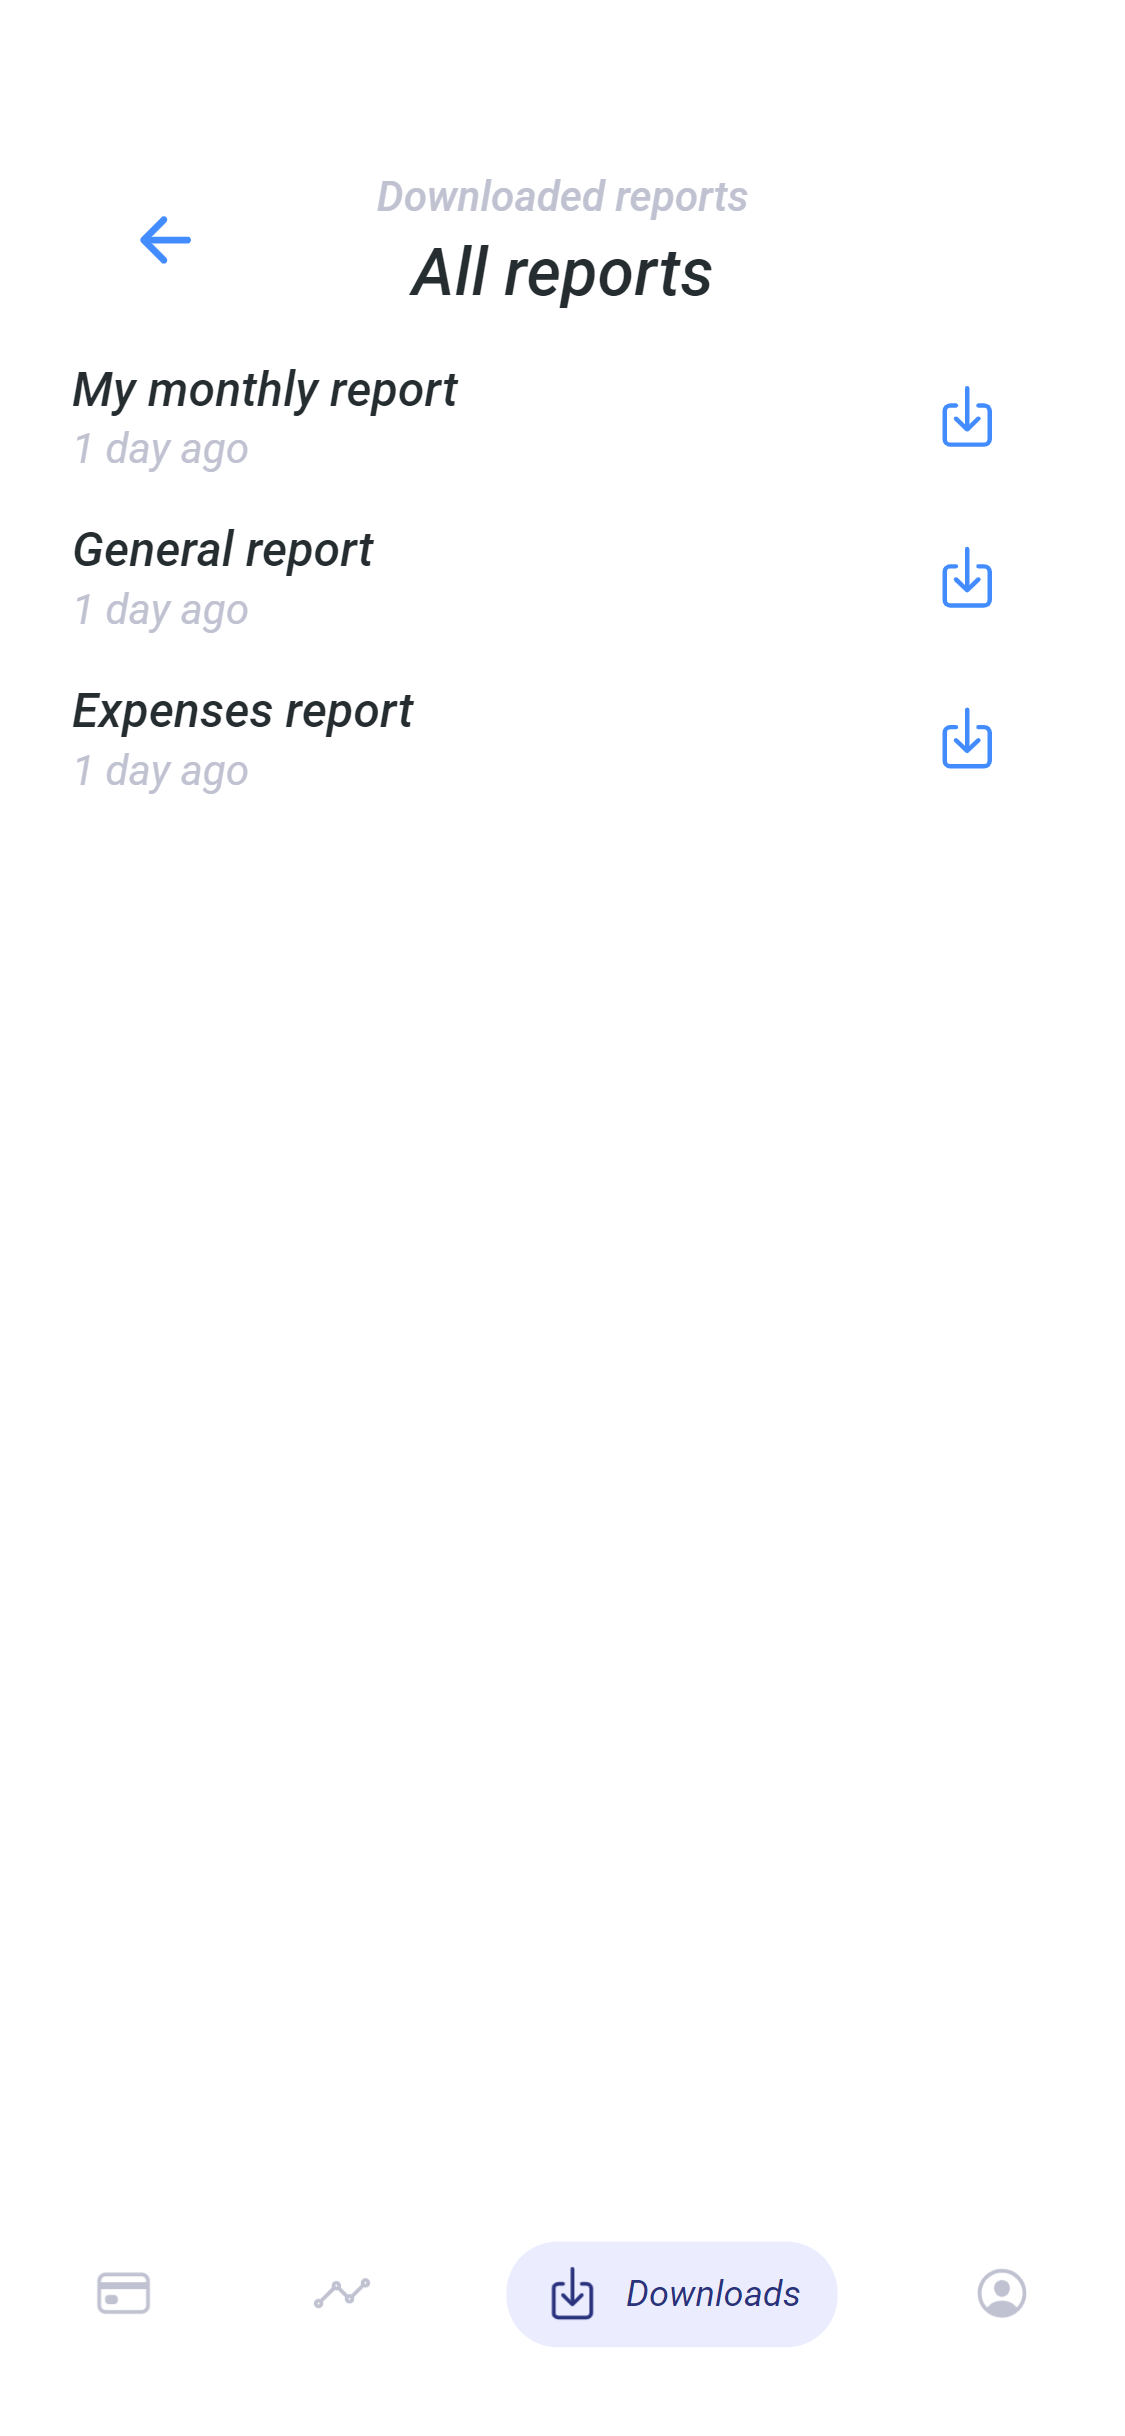 Downloaded reports
All reports
My monthly report
1 day ago
General report
1 day ago
Expenses report
1 day ago
Downloads